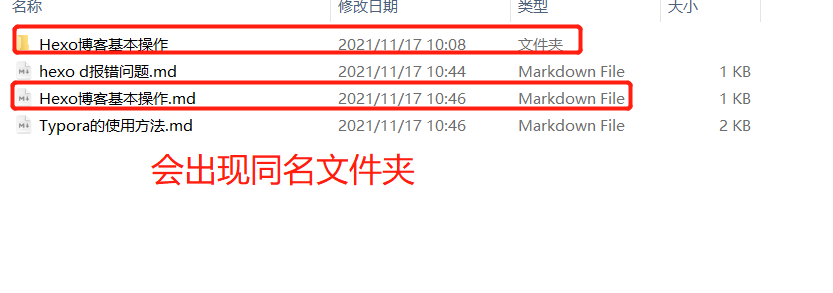 名称 修改日期 类型 大小
Hexo博客基本操作 2021/11/17 10:08 文件夹
hexo d报错问题.md 2021/11/17 10:44 Markdown File 1 KB
Hexo博客基本操作.md 2021/11/17 10:46 Markdown File 1 KB
Typora的使用方法.md 2021/11/17 10:46 Markdown File 2 KB
会出现同名文件夹